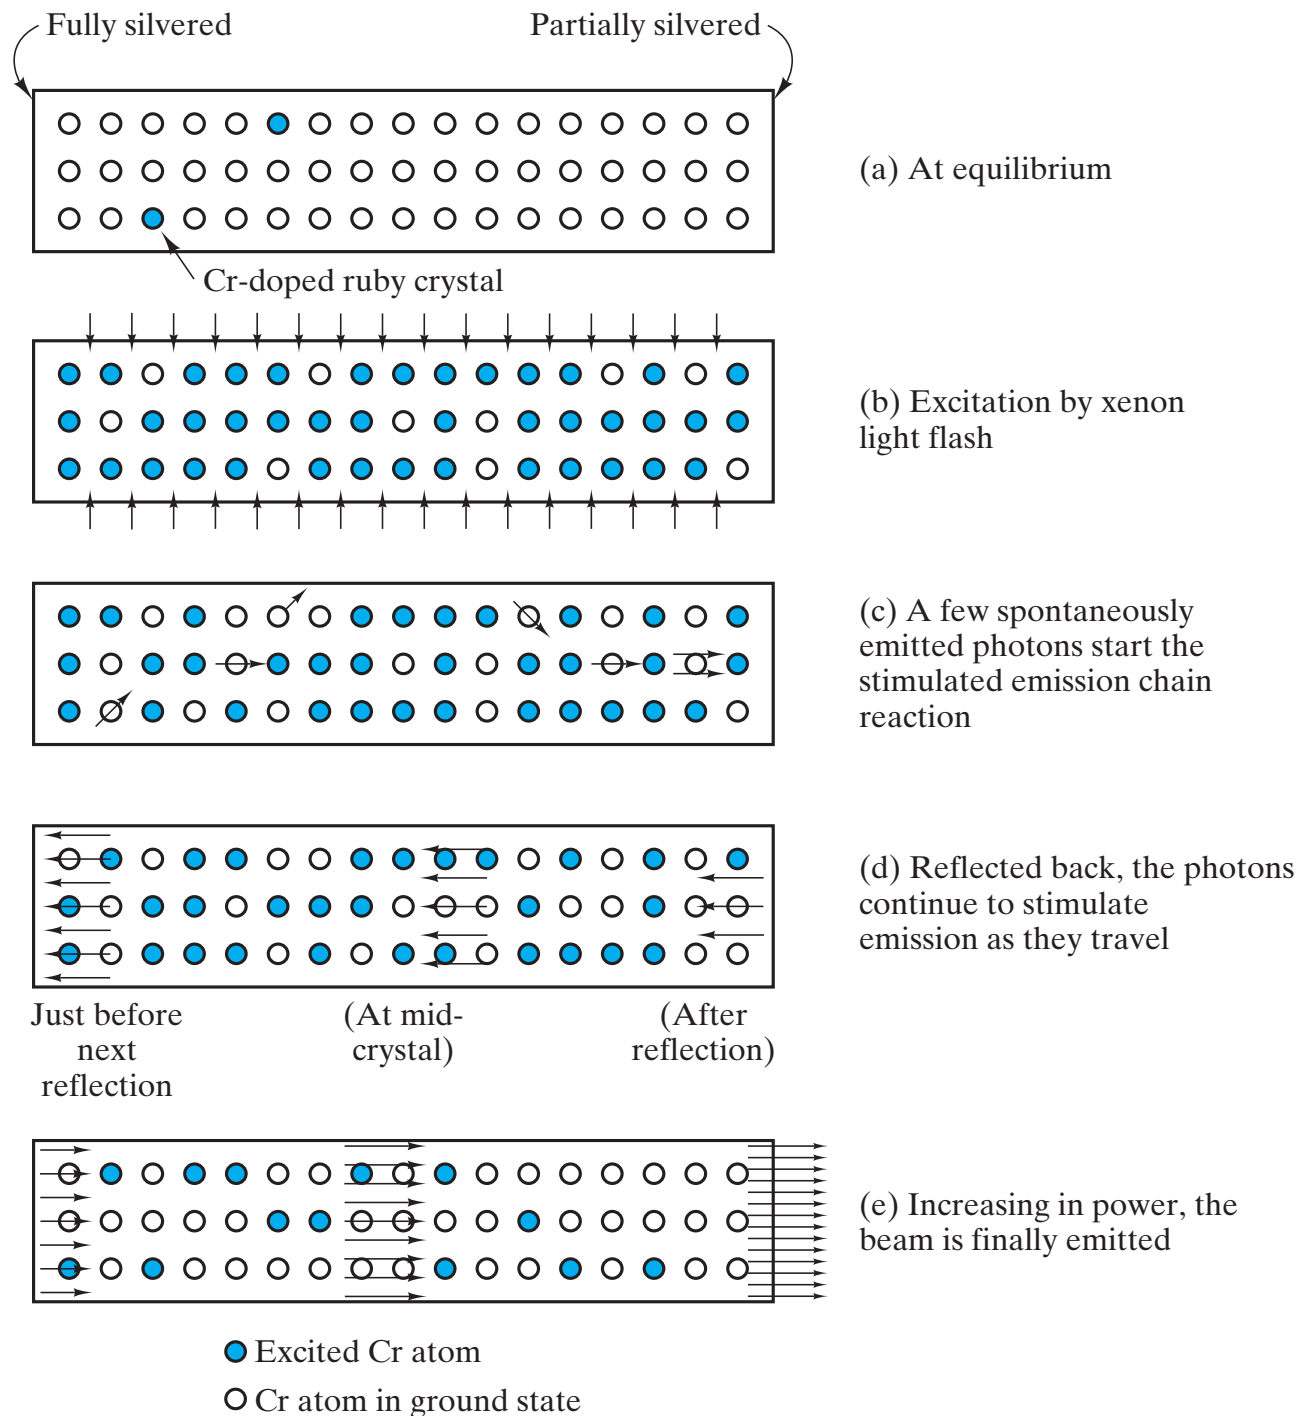 Fully silvered
Partially silvered
(a) At equilibrium
Cr-doped ruby crystal
(b) Excitation by xenon
light flash
(c) A few spontaneously
emitted photons start the
stimulated emission chain
reaction
(d) Reflected back, the photons
continue to stimulate
emission as they travel
Just before
next
reflection
(At mid-
crystal)
(After
reflection)
(e) Increasing in power, the
beam is finally emitted
Excited Cr atom
Cr atom in ground state